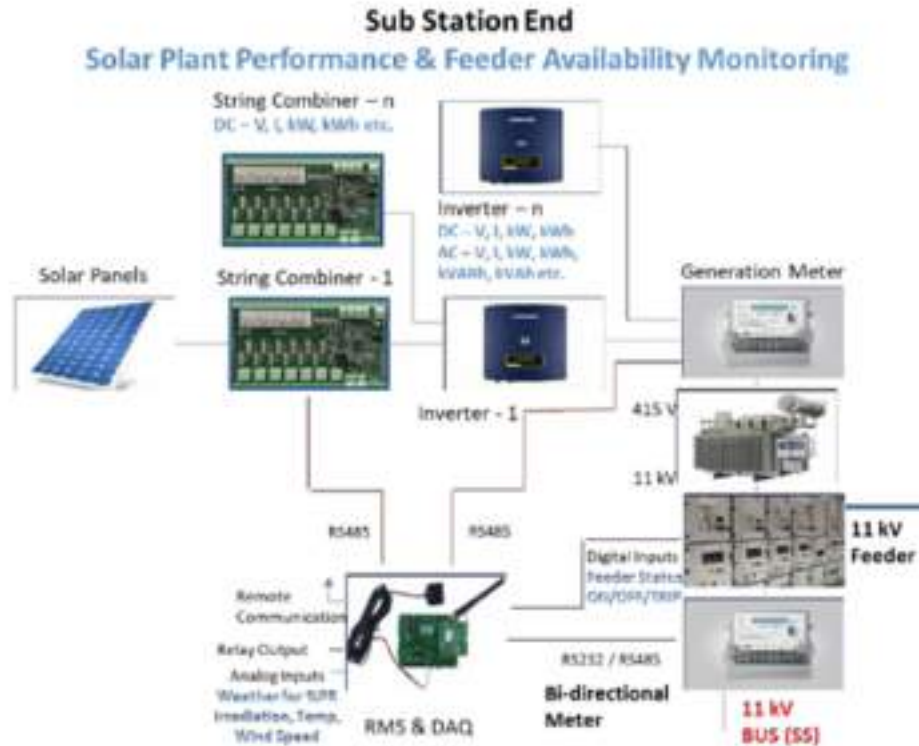 Sub Station End
Solar Plant Performance & Feeder Availability Monitoring
String Combiner – n
DC – V, I, kW, kWh etc.
Inverter – n
DC – V, I, kW, kWh
AC – V, I, kW, kWh,
kVARh, kVAh etc.
Solar Panels
String Combiner - 1
Generation Meter
Inverter - 1
415 V
11 kV
RS485
RS485
11 kV
Feeder
Digital Inputs
Feeder Status
ON/OFF/TRIP
Remote
Communication
Relay Output
Analog Inputs
Weather for
Irradiation, Temp,
Wind Speed
RMS & DAQ
RS232 / RS485
Bi-directional
Meter
11 kV
BUS (SS)